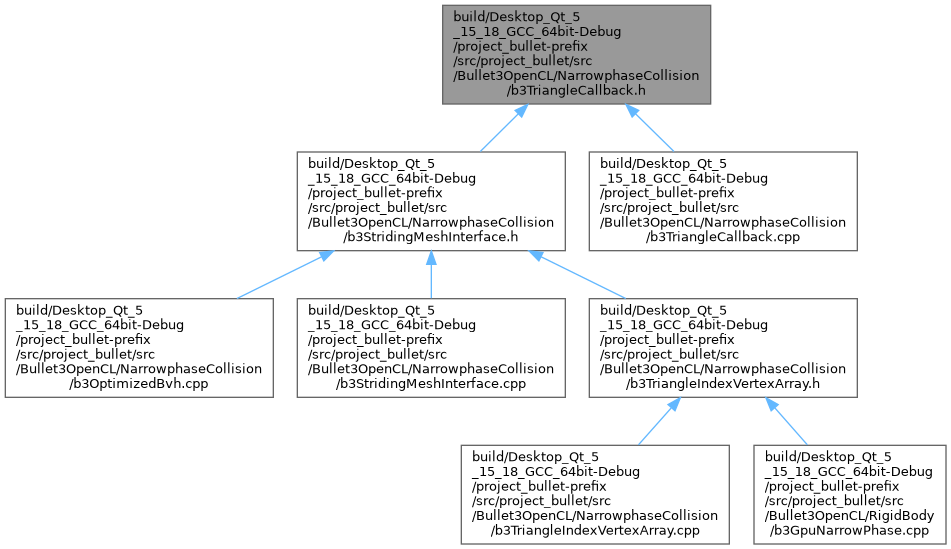 build/Desktop_Qt_5
_15_18_GCC_64bit-Debug
/project_bullet-prefix
/src/project_bullet/src
/Bullet3OpenCL/NarrowphaseCollision
/b3TriangleCallback.h
build/Desktop_Qt_5
_15_18_GCC_64bit-Debug
/project_bullet-prefix
/src/project_bullet/src
/Bullet3OpenCL/NarrowphaseCollision
/b3StridingMeshInterface.h
build/Desktop_Qt_5
_15_18_GCC_64bit-Debug
/project_bullet-prefix
/src/project_bullet/src
/Bullet3OpenCL/NarrowphaseCollision
/b3TriangleCallback.cpp
build/Desktop_Qt_5
_15_18_GCC_64bit-Debug
/project_bullet-prefix
/src/project_bullet/src
/Bullet3OpenCL/NarrowphaseCollision
/b3OptimizedBvh.cpp
build/Desktop_Qt_5
_15_18_GCC_64bit-Debug
/project_bullet-prefix
/src/project_bullet/src
/Bullet3OpenCL/NarrowphaseCollision
/b3StridingMeshInterface.cpp
build/Desktop_Qt_5
_15_18_GCC_64bit-Debug
/project_bullet-prefix
/src/project_bullet/src
/Bullet3OpenCL/NarrowphaseCollision
/b3TriangleIndexVertexArray.h
build/Desktop_Qt_5
_15_18_GCC_64bit-Debug
/project_bullet-prefix
/src/project_bullet/src
/Bullet3OpenCL/NarrowphaseCollision
/b3TriangleIndexVertexArray.cpp
build/Desktop_Qt_5
_15_18_GCC_64bit-Debug
/project_bullet-prefix
/src/project_bullet/src
/Bullet3OpenCL/RigidBody
/b3GpuNarrowPhase.cpp